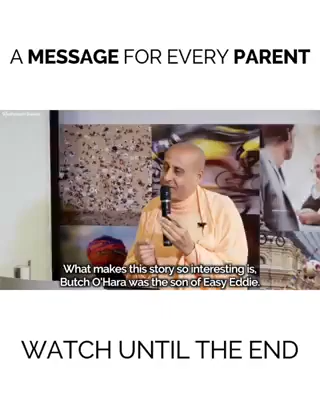 A MESSAGE FOR EVERY PARENT
What makes this story so interesting is,
Butch O'Hara was the son of Easy Eddie.
WATCH UNTIL THE END